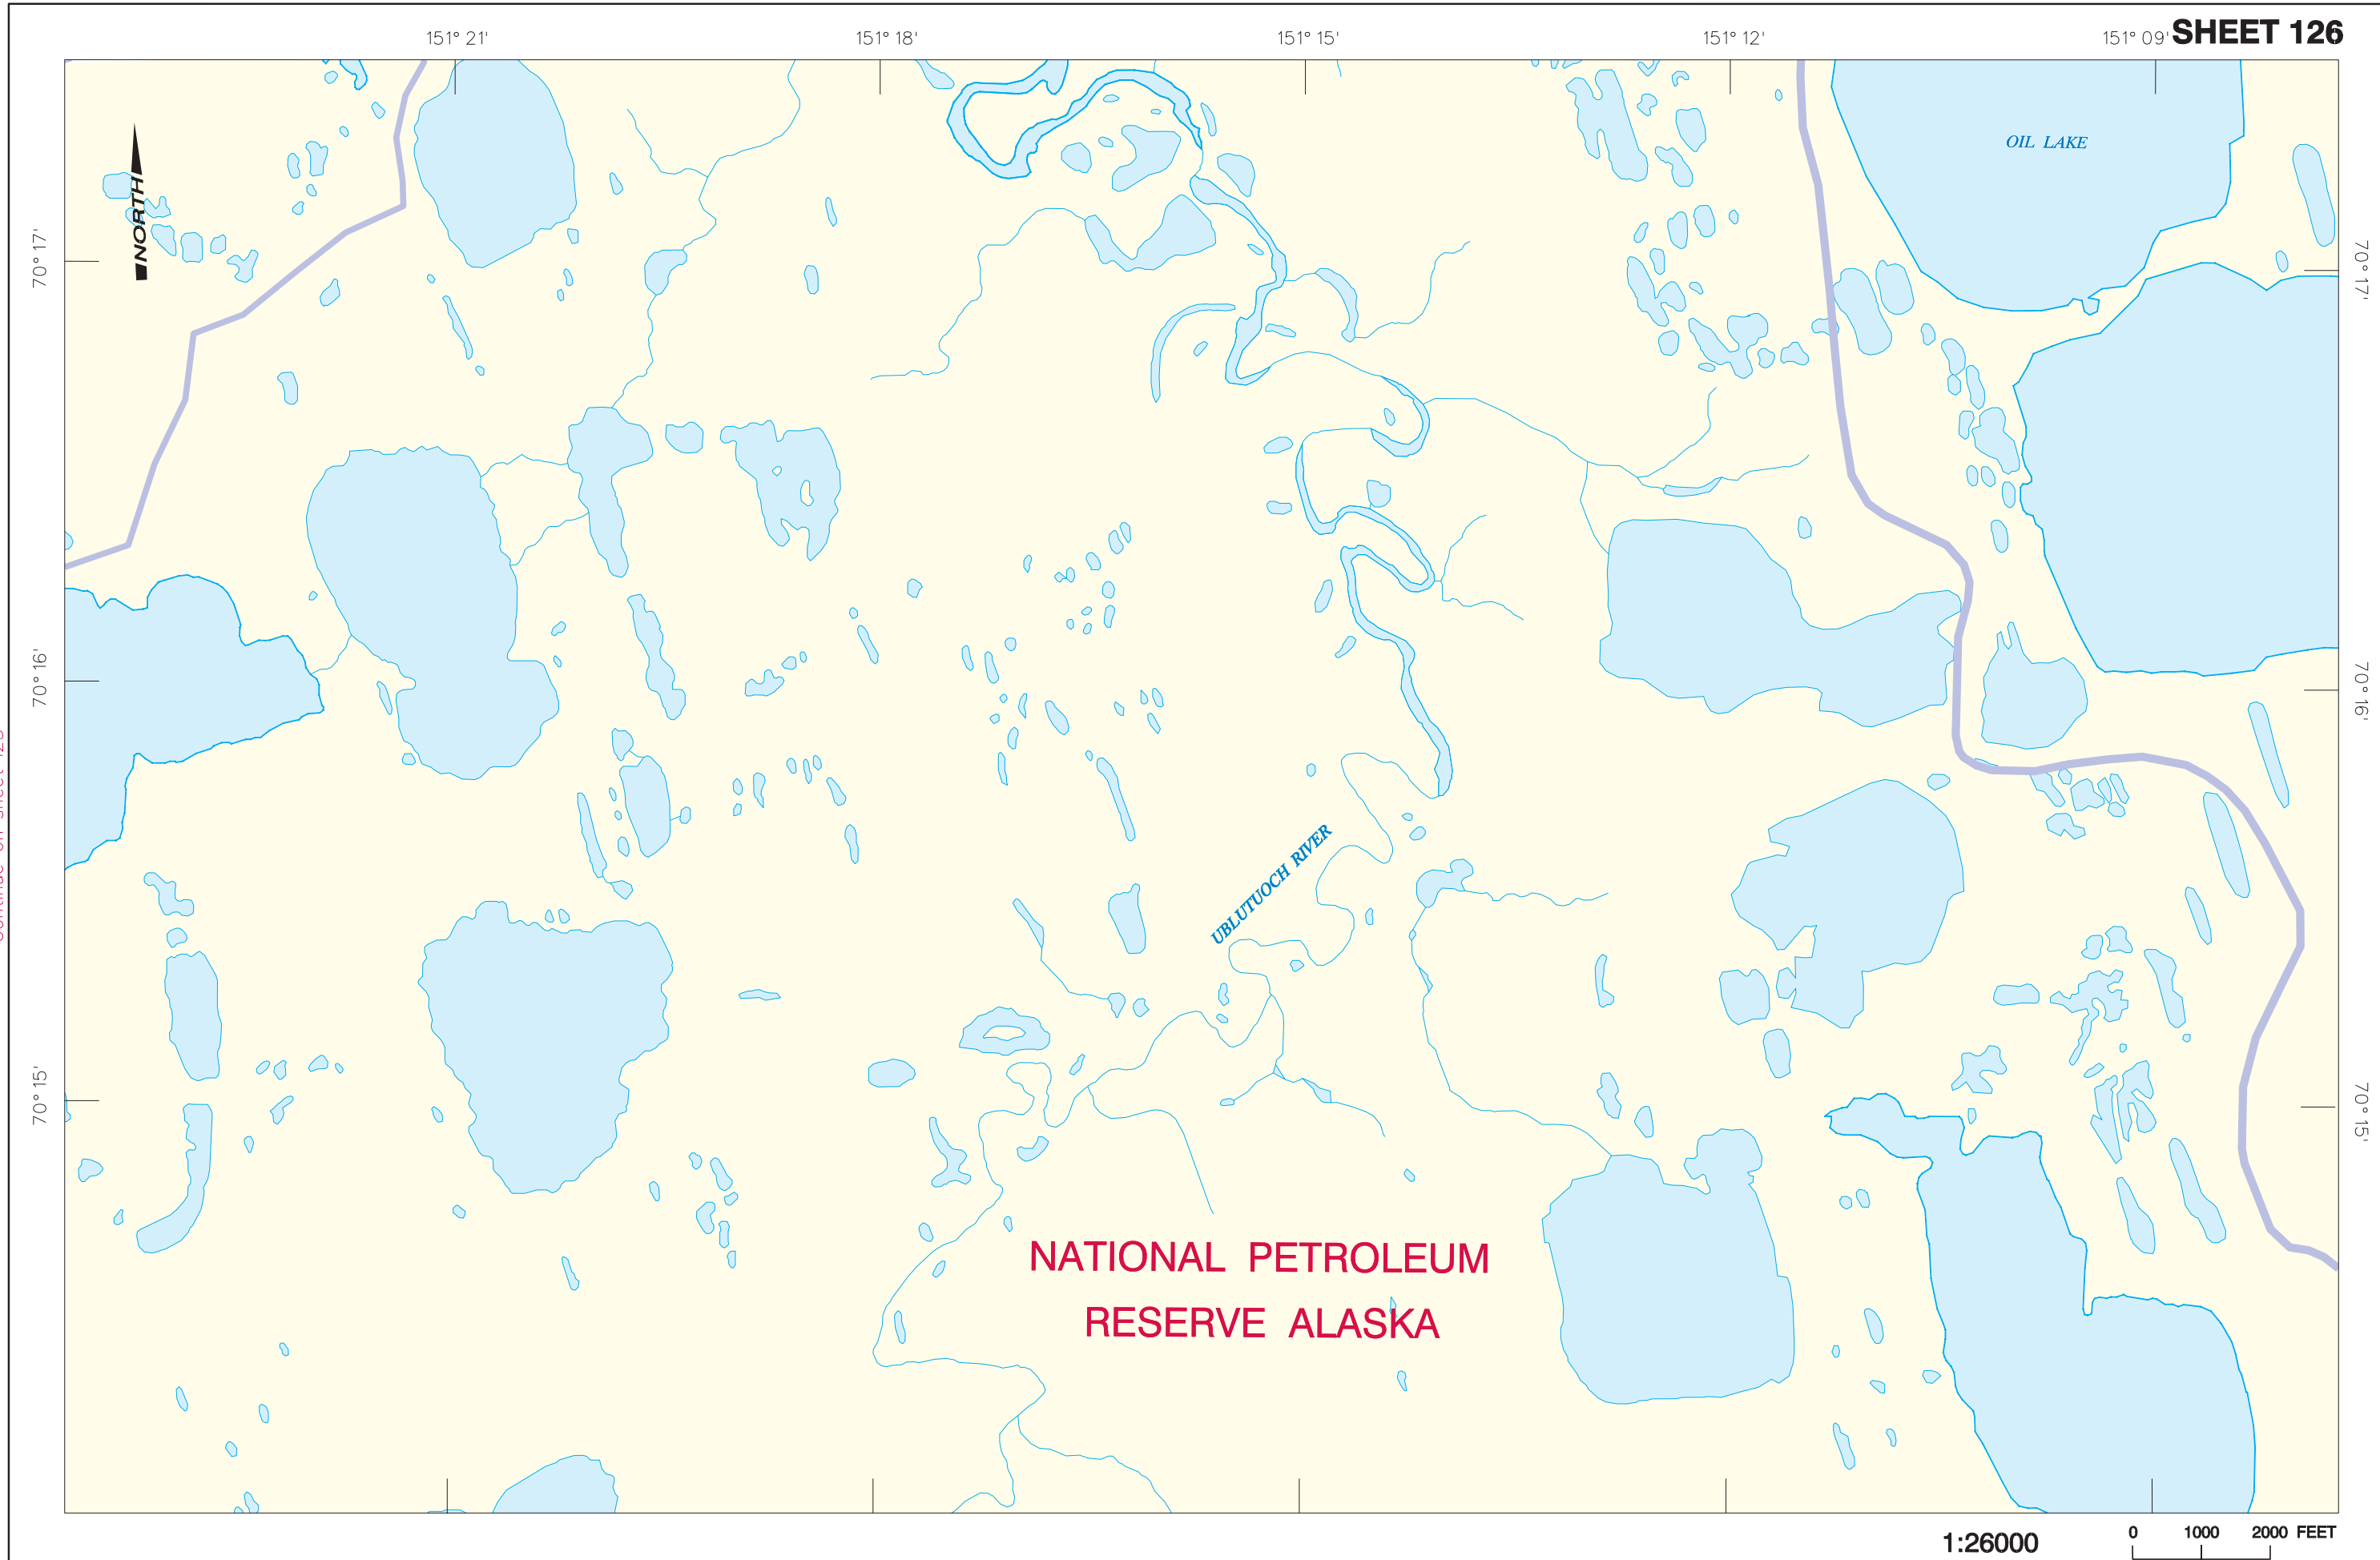 SHEET 126
151° 21'
151° 18'
151° 15'
151° 12'
151° 09'
NORTH
OIL LAKE
70° 17'
70° 17'
70° 16'
70° 16'
UBLUTUOCH RIVER
70° 15'
70° 15'
NATIONAL PETROLEUM
RESERVE ALASKA
1:26000
0 1000 2000 FEET